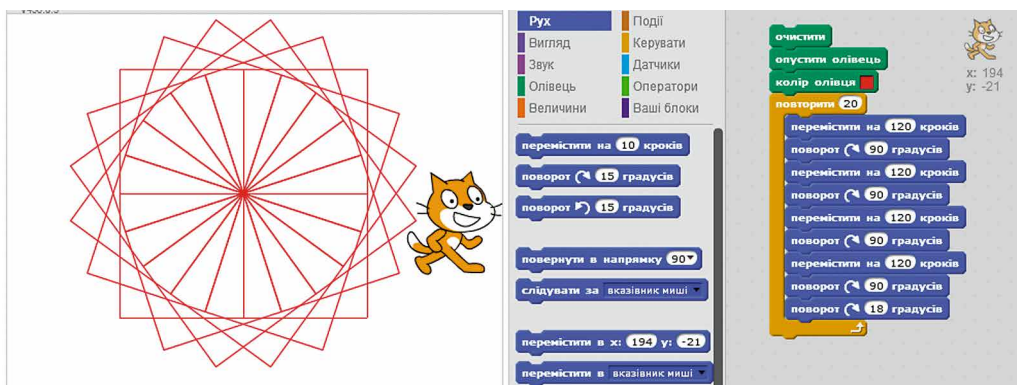 Рух
Події
Вигляд
Керувати
Звук
Датчики
Олівець
Оператори
Величини
Ваші блоки
перемістити на 10 кроків
поворот 15 градусів
поворот 15 градусів
повернути в напрямку 90
слідувати за вказівник миші
перемістити в x: 194 y: -21
перемістити в вказівник миші
очистити
опустити олівець
колір олівця
повторити 20
перемістити на 120 кроків
поворот 90 градусів
перемістити на 120 кроків
поворот 90 градусів
перемістити на 120 кроків
поворот 90 градусів
перемістити на 120 кроків
поворот 90 градусів
поворот 18 градусів
x: 194
y: -21